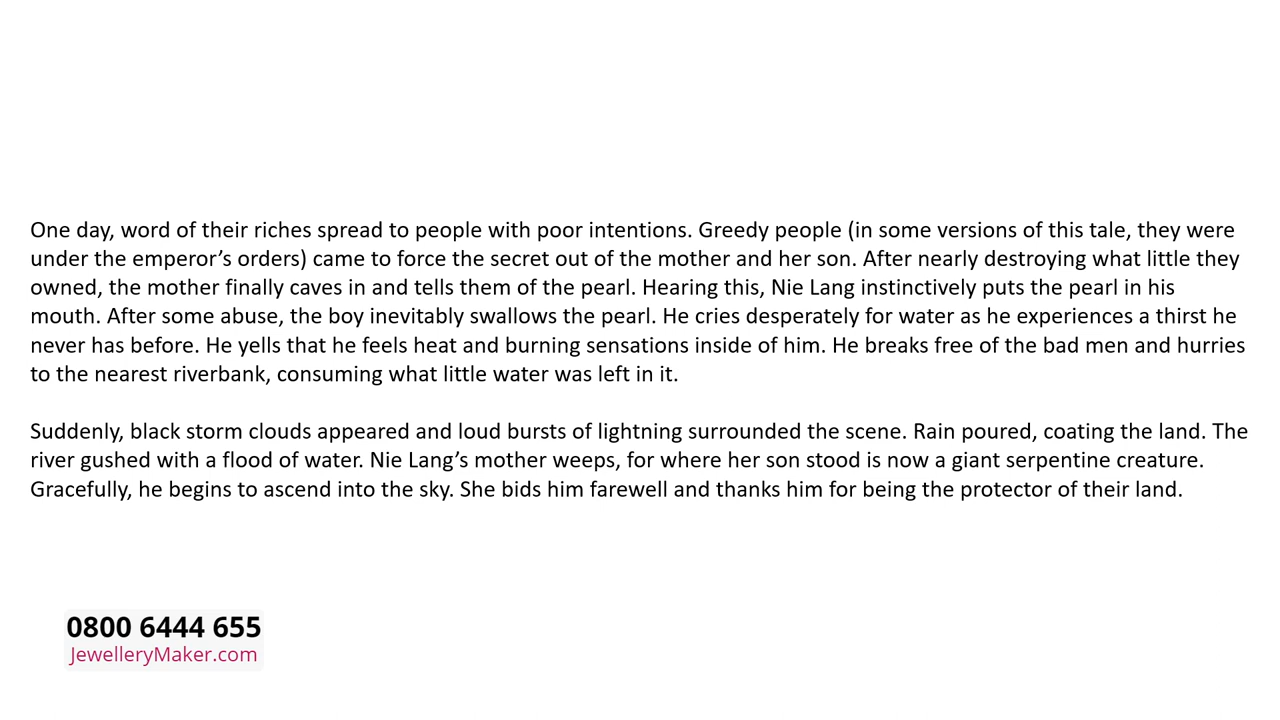 One day, word of their riches spread to people with poor intentions. Greedy people (in some versions of this tale, they were
under the emperor’s orders) came to force the secret out of the mother and her son. After nearly destroying what little they
owned, the mother finally caves in and tells them of the pearl. Hearing this, Nie Lang instinctively puts the pearl in his
mouth. After some abuse, the boy inevitably swallows the pearl. He cries desperately for water as he experiences a thirst he
never has before. He yells that he feels heat and burning sensations inside of him. He breaks free of the bad men and hurries
to the nearest riverbank, consuming what little water was left in it.
Suddenly, black storm clouds appeared and loud bursts of lightning surrounded the scene. Rain poured, coating the land. The
river gushed with a flood of water. Nie Lang’s mother weeps, for where her son stood is now a giant serpentine creature.
Gracefully, he begins to ascend into the sky. She bids him farewell and thanks him for being the protector of their land.
0800 6444 655
JewelleryMaker.com